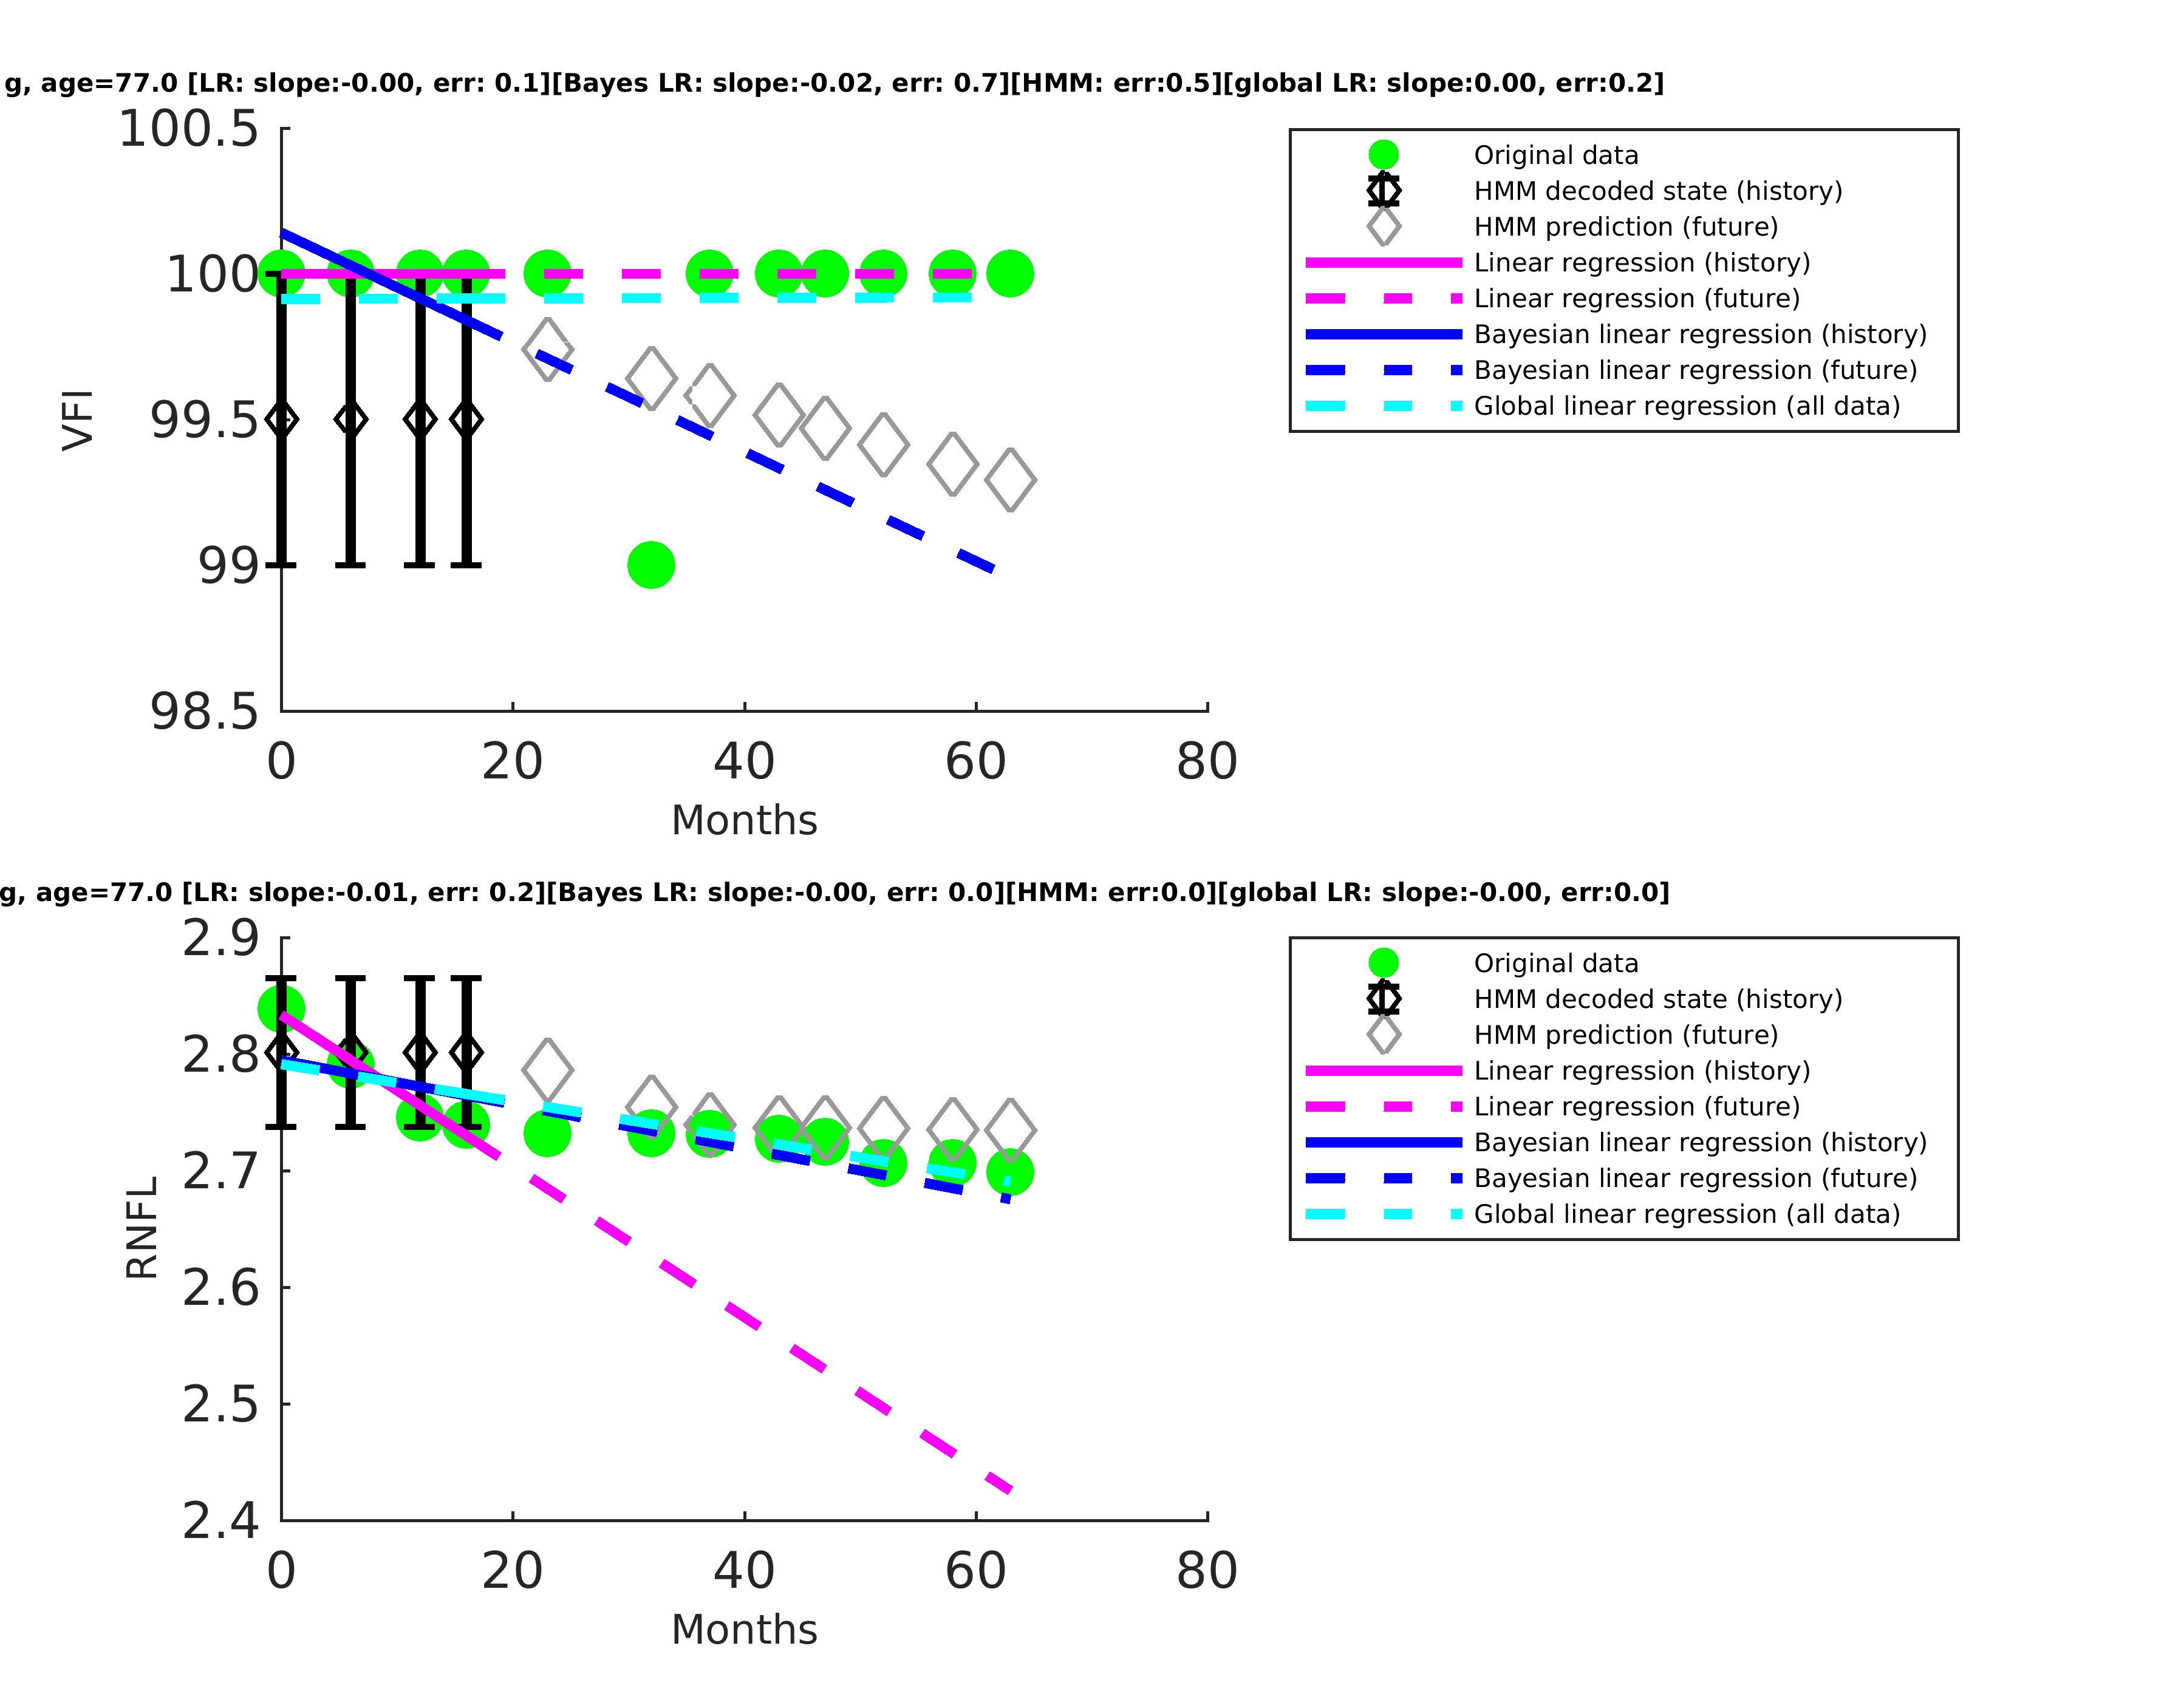 g, age=77.0 [LR: slope:-0.00, err: 0.1][Bayes LR: slope:-0.02, err: 0.7][HMM: err:0.5][global LR: slope:0.00, err:0.2]
100.5
100
99.5
99
98.5
VFI
0 20 40 60 80
Months
Original data
HMM decoded state (history)
HMM prediction (future)
Linear regression (history)
Linear regression (future)
Bayesian linear regression (history)
Bayesian linear regression (future)
Global linear regression (all data)
g, age=77.0 [LR: slope:-0.01, err: 0.2][Bayes LR: slope:-0.00, err: 0.0][HMM: err:0.0][global LR: slope:-0.00, err:0.0]
2.9
2.8
2.7
2.6
2.5
2.4
RNFL
0 20 40 60 80
Months
Original data
HMM decoded state (history)
HMM prediction (future)
Linear regression (history)
Linear regression (future)
Bayesian linear regression (history)
Bayesian linear regression (future)
Global linear regression (all data)